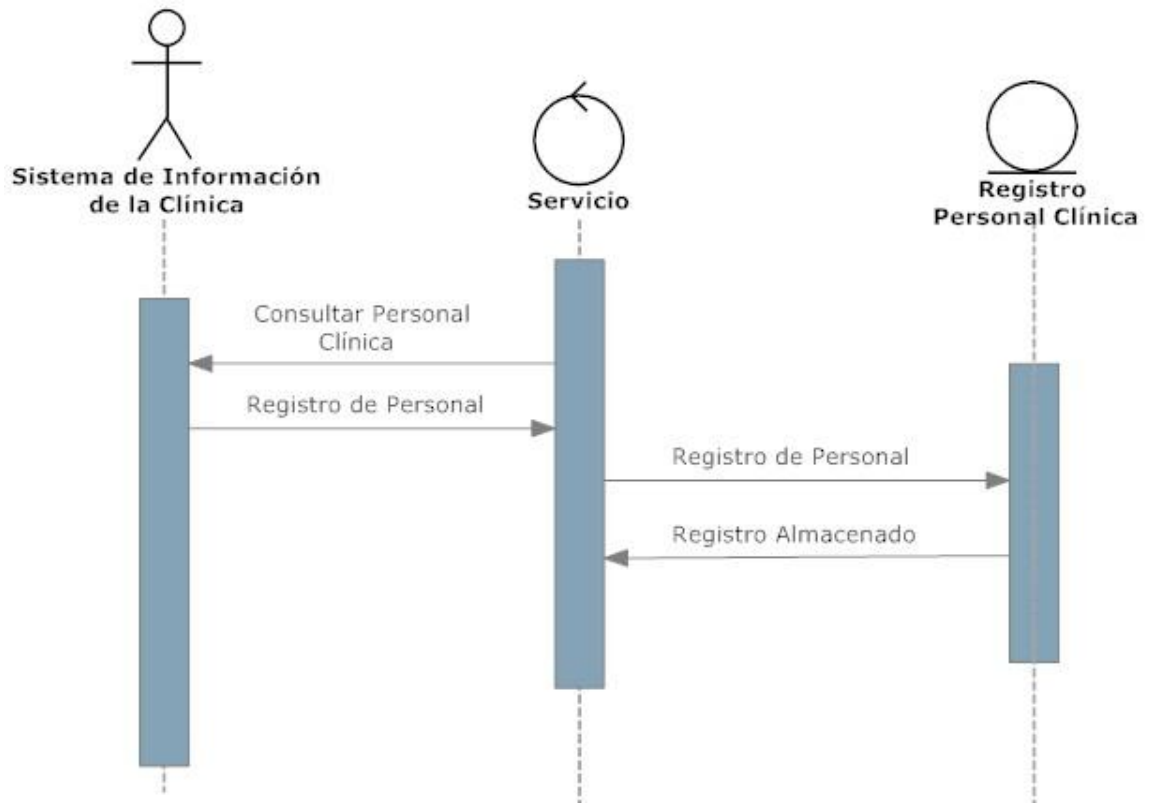 Sistema de Información
de la Clínica
Servicio
Registro
Personal Clínica
Consultar Personal
Clínica
Registro de Personal
Registro de Personal
Registro Almacenado